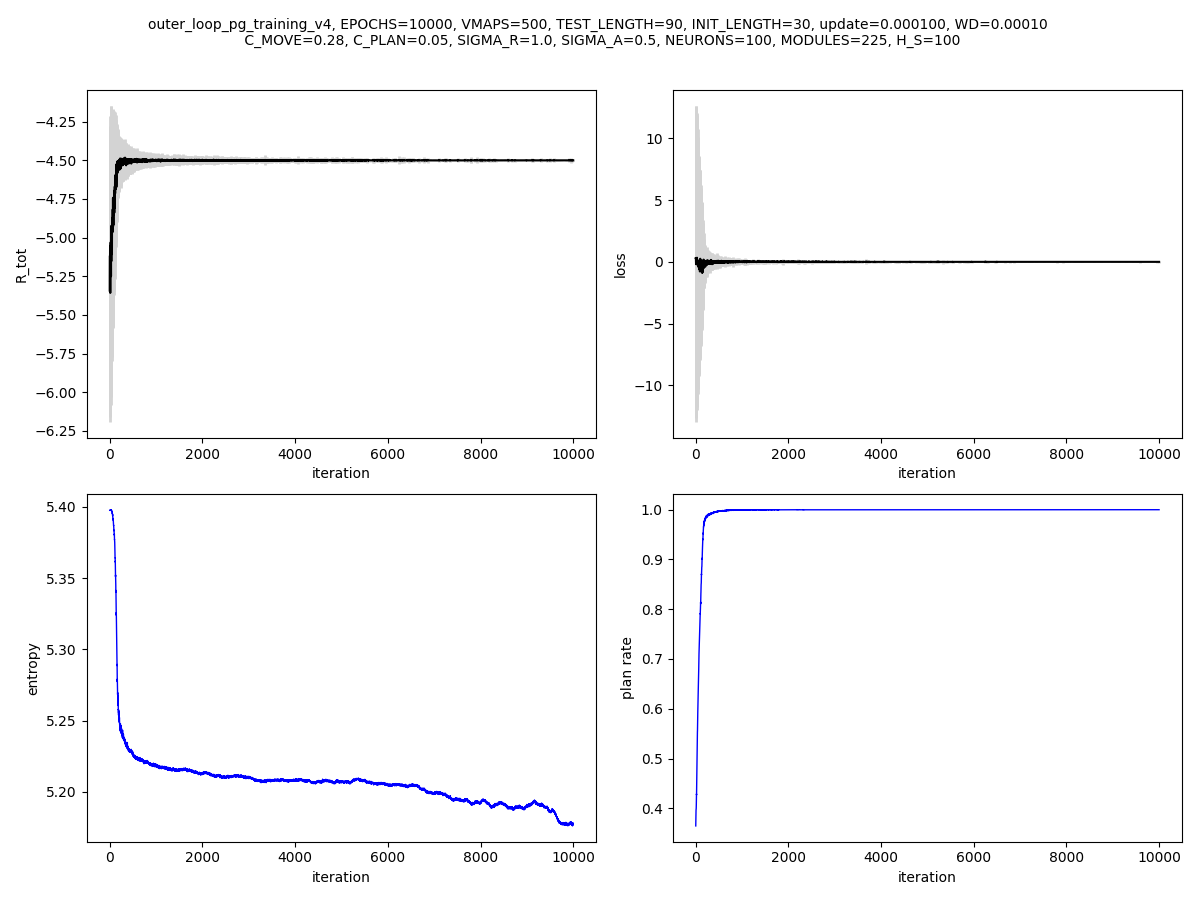 outer_loop_pg_training_v4, EPOCHS=10000, VMAPS=500, TEST_LENGTH=90, INIT_LENGTH=30, update=0.000100, WD=0.00010
C_MOVE=0.28, C_PLAN=0.05, SIGMA_R=1.0, SIGMA_A=0.5, NEURONS=100, MODULES=225, H_S=100
R_tot
−4.25
−4.50
−4.75
−5.00
−5.25
−5.50
−5.75
−6.00
−6.25
0 2000 4000 6000 8000 10000
iteration
loss
10
5
0
−5
−10
0 2000 4000 6000 8000 10000
iteration
entropy
5.40
5.35
5.30
5.25
5.20
0 2000 4000 6000 8000 10000
iteration
plan rate
1.0
0.9
0.8
0.7
0.6
0.5
0.4
0 2000 4000 6000 8000 10000
iteration